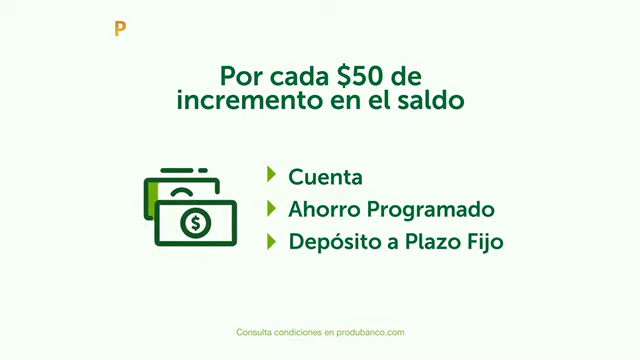 P
Por cada $50 de
incremento en el saldo
Cuenta
Ahorro Programado
$
Depósito a Plazo Fijo
Consulta condiciones en produbanco.com